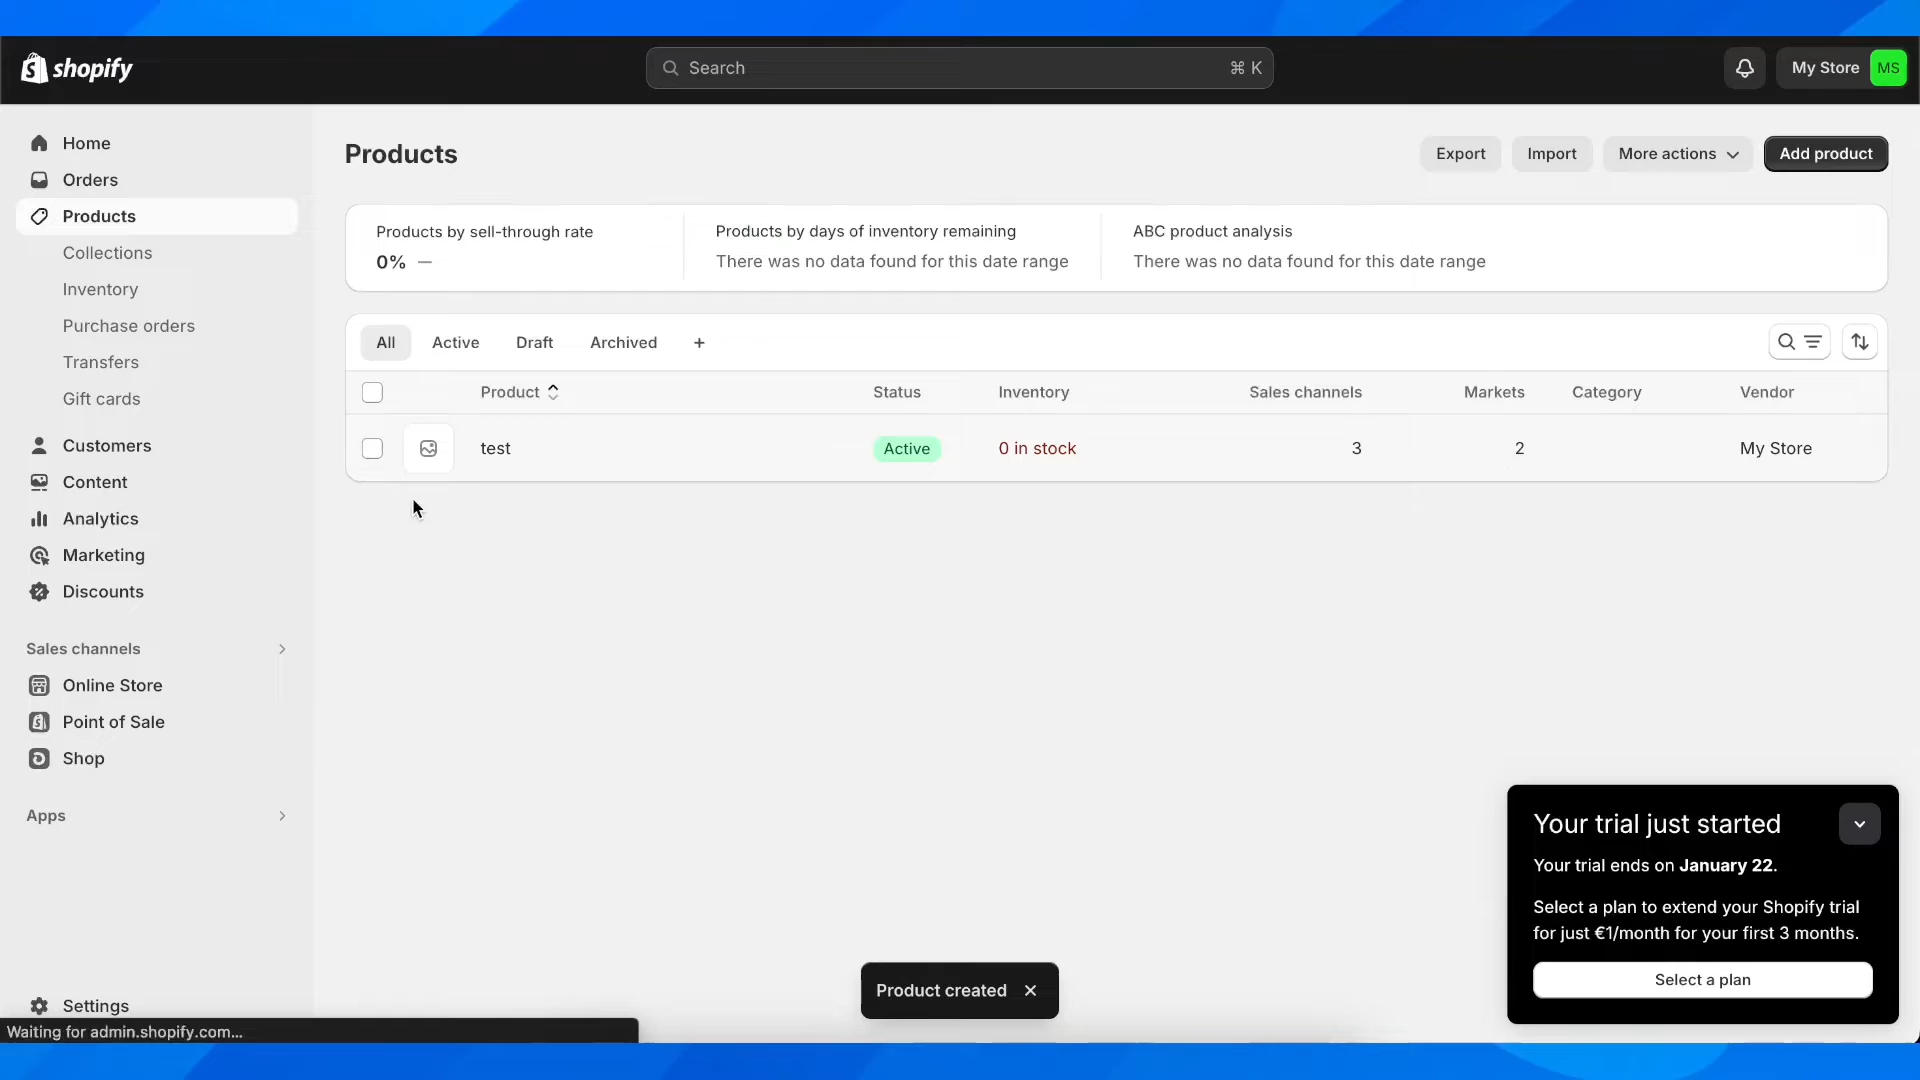 shopify
Search
⌘ K
My Store
MS
Home
Orders
Products
Collections
Inventory
Purchase orders
Transfers
Gift cards
Customers
Content
Analytics
Marketing
Discounts
Sales channels
Online Store
Point of Sale
Shop
Apps
Settings
Waiting for admin.shopify.com...
Products
Export
Import
More actions
Add product
Products by sell-through rate
0% —
Products by days of inventory remaining
There was no data found for this date range
ABC product analysis
There was no data found for this date range
All Active Draft Archived +
Product Status Inventory Sales channels Markets Category Vendor
test Active 0 in stock 3 2 My Store
Your trial just started
Your trial ends on January 22.
Select a plan to extend your Shopify trial
for just €1/month for your first 3 months.
Select a plan
Product created